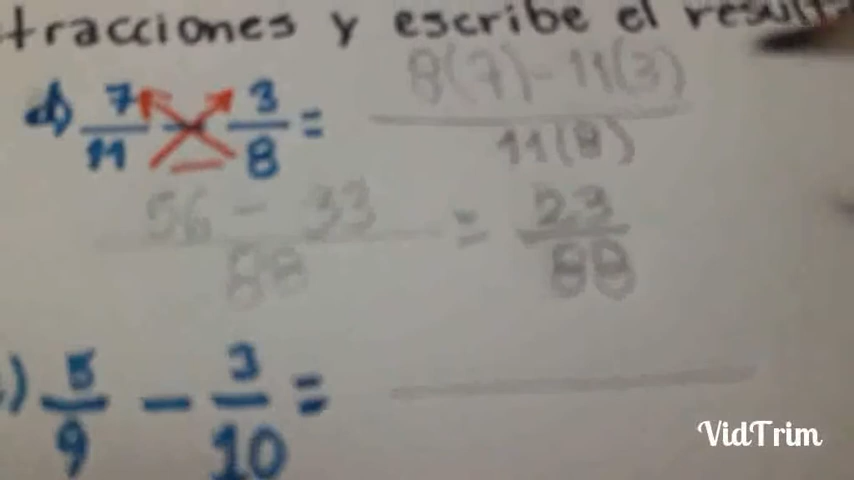 tracciones y escribe el result
d) 7/11 - 3/8 = 8(7) - 11(3) / 11(8)
56 - 33 / 88 = 23 / 88
) 5/9 - 3/10 =
VidTrim